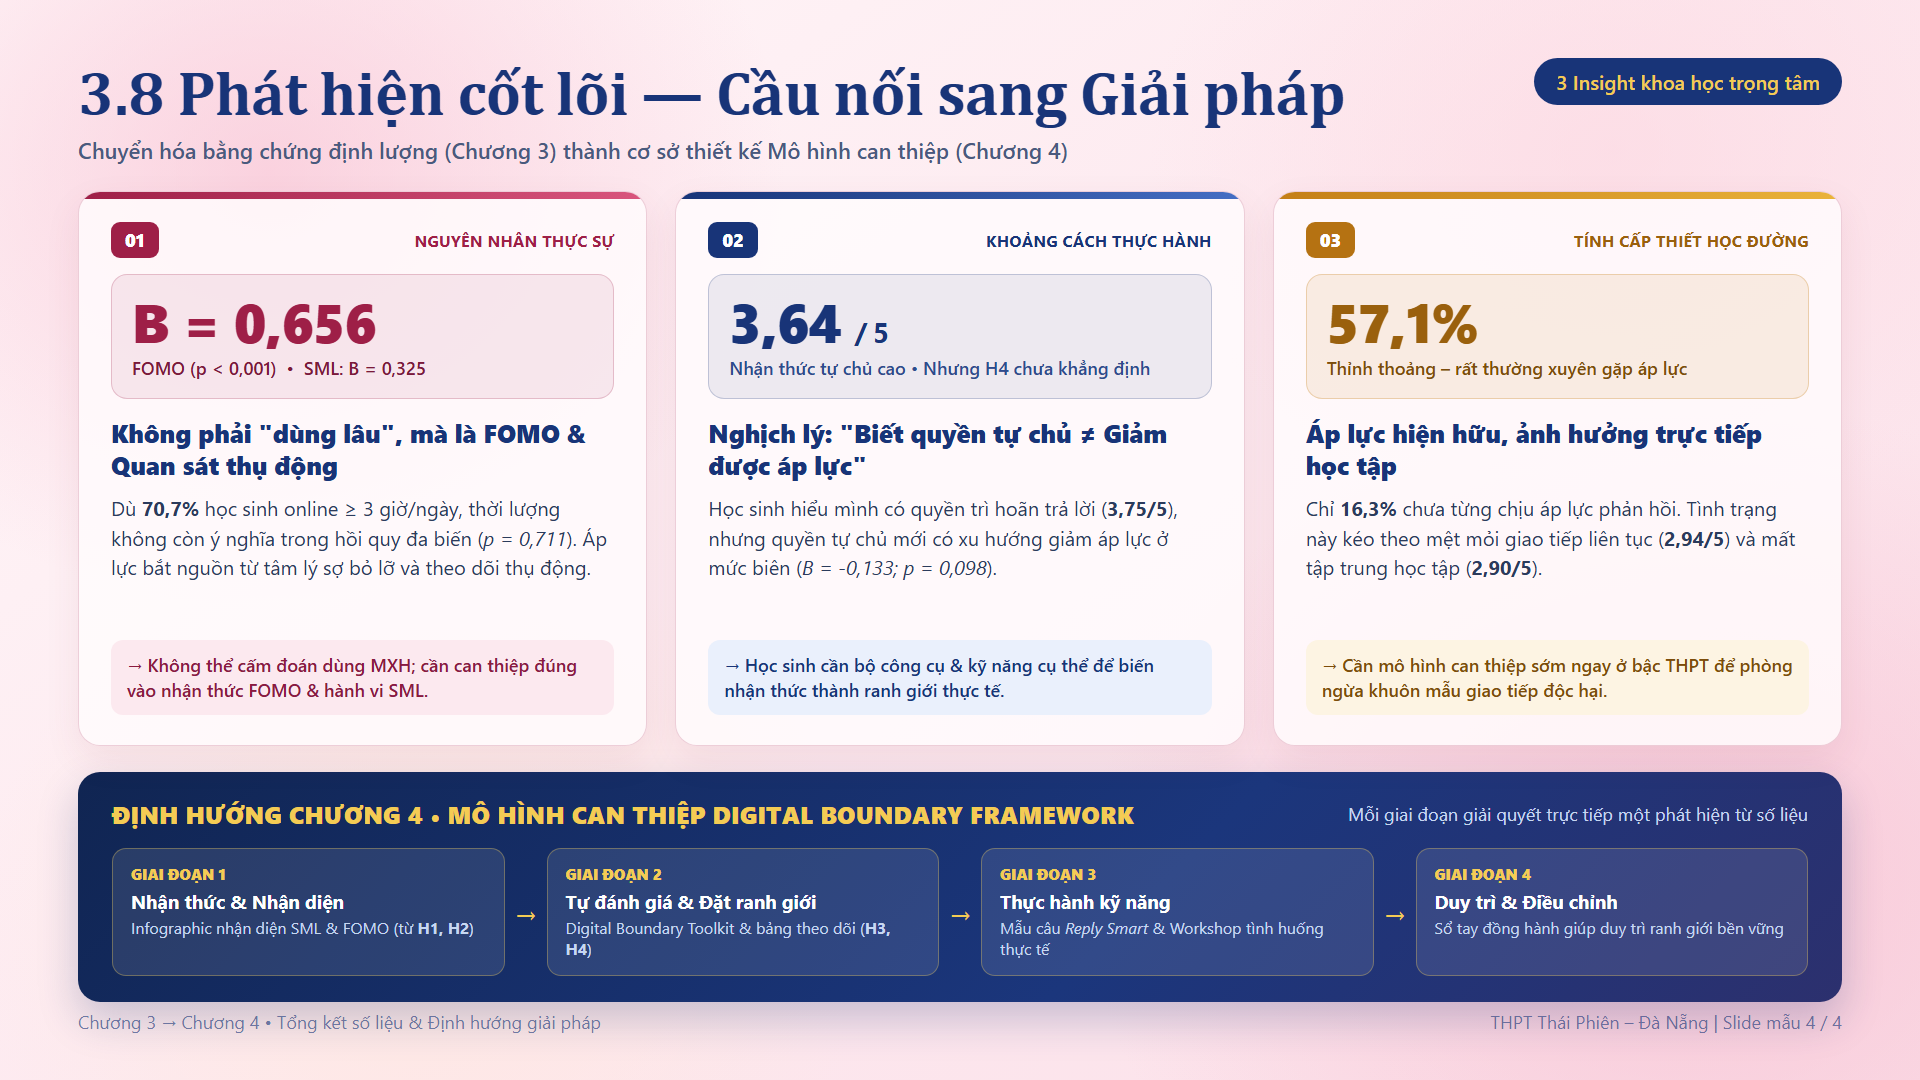 3.8 Phát hiện cốt lõi — Cầu nối sang Giải pháp
3 Insight khoa học trọng tâm
Chuyển hóa bằng chứng định lượng (Chương 3) thành cơ sở thiết kế Mô hình can thiệp (Chương 4)
01
NGUYÊN NHÂN THỰC SỰ
B = 0,656
FOMO (p < 0,001) • SML: B = 0,325
Không phải "dùng lâu", mà là FOMO &
Quan sát thụ động
Dù 70,7% học sinh online ≥ 3 giờ/ngày, thời lượng
không còn ý nghĩa trong hồi quy đa biến (p = 0,711). Áp
lực bắt nguồn từ tâm lý sợ bỏ lỡ và theo dõi thụ động.
→ Không thể cấm đoán dùng MXH; cần can thiệp đúng
vào nhận thức FOMO & hành vi SML.
02
KHOẢNG CÁCH THỰC HÀNH
3,64 / 5
Nhận thức tự chủ cao • Nhưng H4 chưa khẳng định
Nghịch lý: "Biết quyền tự chủ ≠ Giảm
được áp lực"
Học sinh hiểu mình có quyền trì hoãn trả lời (3,75/5),
nhưng quyền tự chủ mới có xu hướng giảm áp lực ở
mức biên (B = -0,133; p = 0,098).
→ Học sinh cần bộ công cụ & kỹ năng cụ thể để biến
nhận thức thành ranh giới thực tế.
03
TÍNH CẤP THIẾT HỌC ĐƯỜNG
57,1%
Thỉnh thoảng – rất thường xuyên gặp áp lực
Áp lực hiện hữu, ảnh hưởng trực tiếp
học tập
Chỉ 16,3% chưa từng chịu áp lực phản hồi. Tình trạng
này kéo theo mệt mỏi giao tiếp liên tục (2,94/5) và mất
tập trung học tập (2,90/5).
→ Cần mô hình can thiệp sớm ngay ở bậc THPT để phòng
ngừa khuôn mẫu giao tiếp độc hại.
ĐỊNH HƯỚNG CHƯƠNG 4 • MÔ HÌNH CAN THIỆP DIGITAL BOUNDARY FRAMEWORK
Mỗi giai đoạn giải quyết trực tiếp một phát hiện từ số liệu
GIAI ĐOẠN 1
Nhận thức & Nhận diện
Infographic nhận diện SML & FOMO (từ H1, H2)
→
GIAI ĐOẠN 2
Tự đánh giá & Đặt ranh giới
Digital Boundary Toolkit & bảng theo dõi (H3,
H4)
→
GIAI ĐOẠN 3
Thực hành kỹ năng
Mẫu câu Reply Smart & Workshop tình huống
thực tế
→
GIAI ĐOẠN 4
Duy trì & Điều chỉnh
Sổ tay đồng hành giúp duy trì ranh giới bền vững
Chương 3 → Chương 4 • Tổng kết số liệu & Định hướng giải pháp
THPT Thái Phiên – Đà Nẵng | Slide mẫu 4 / 4